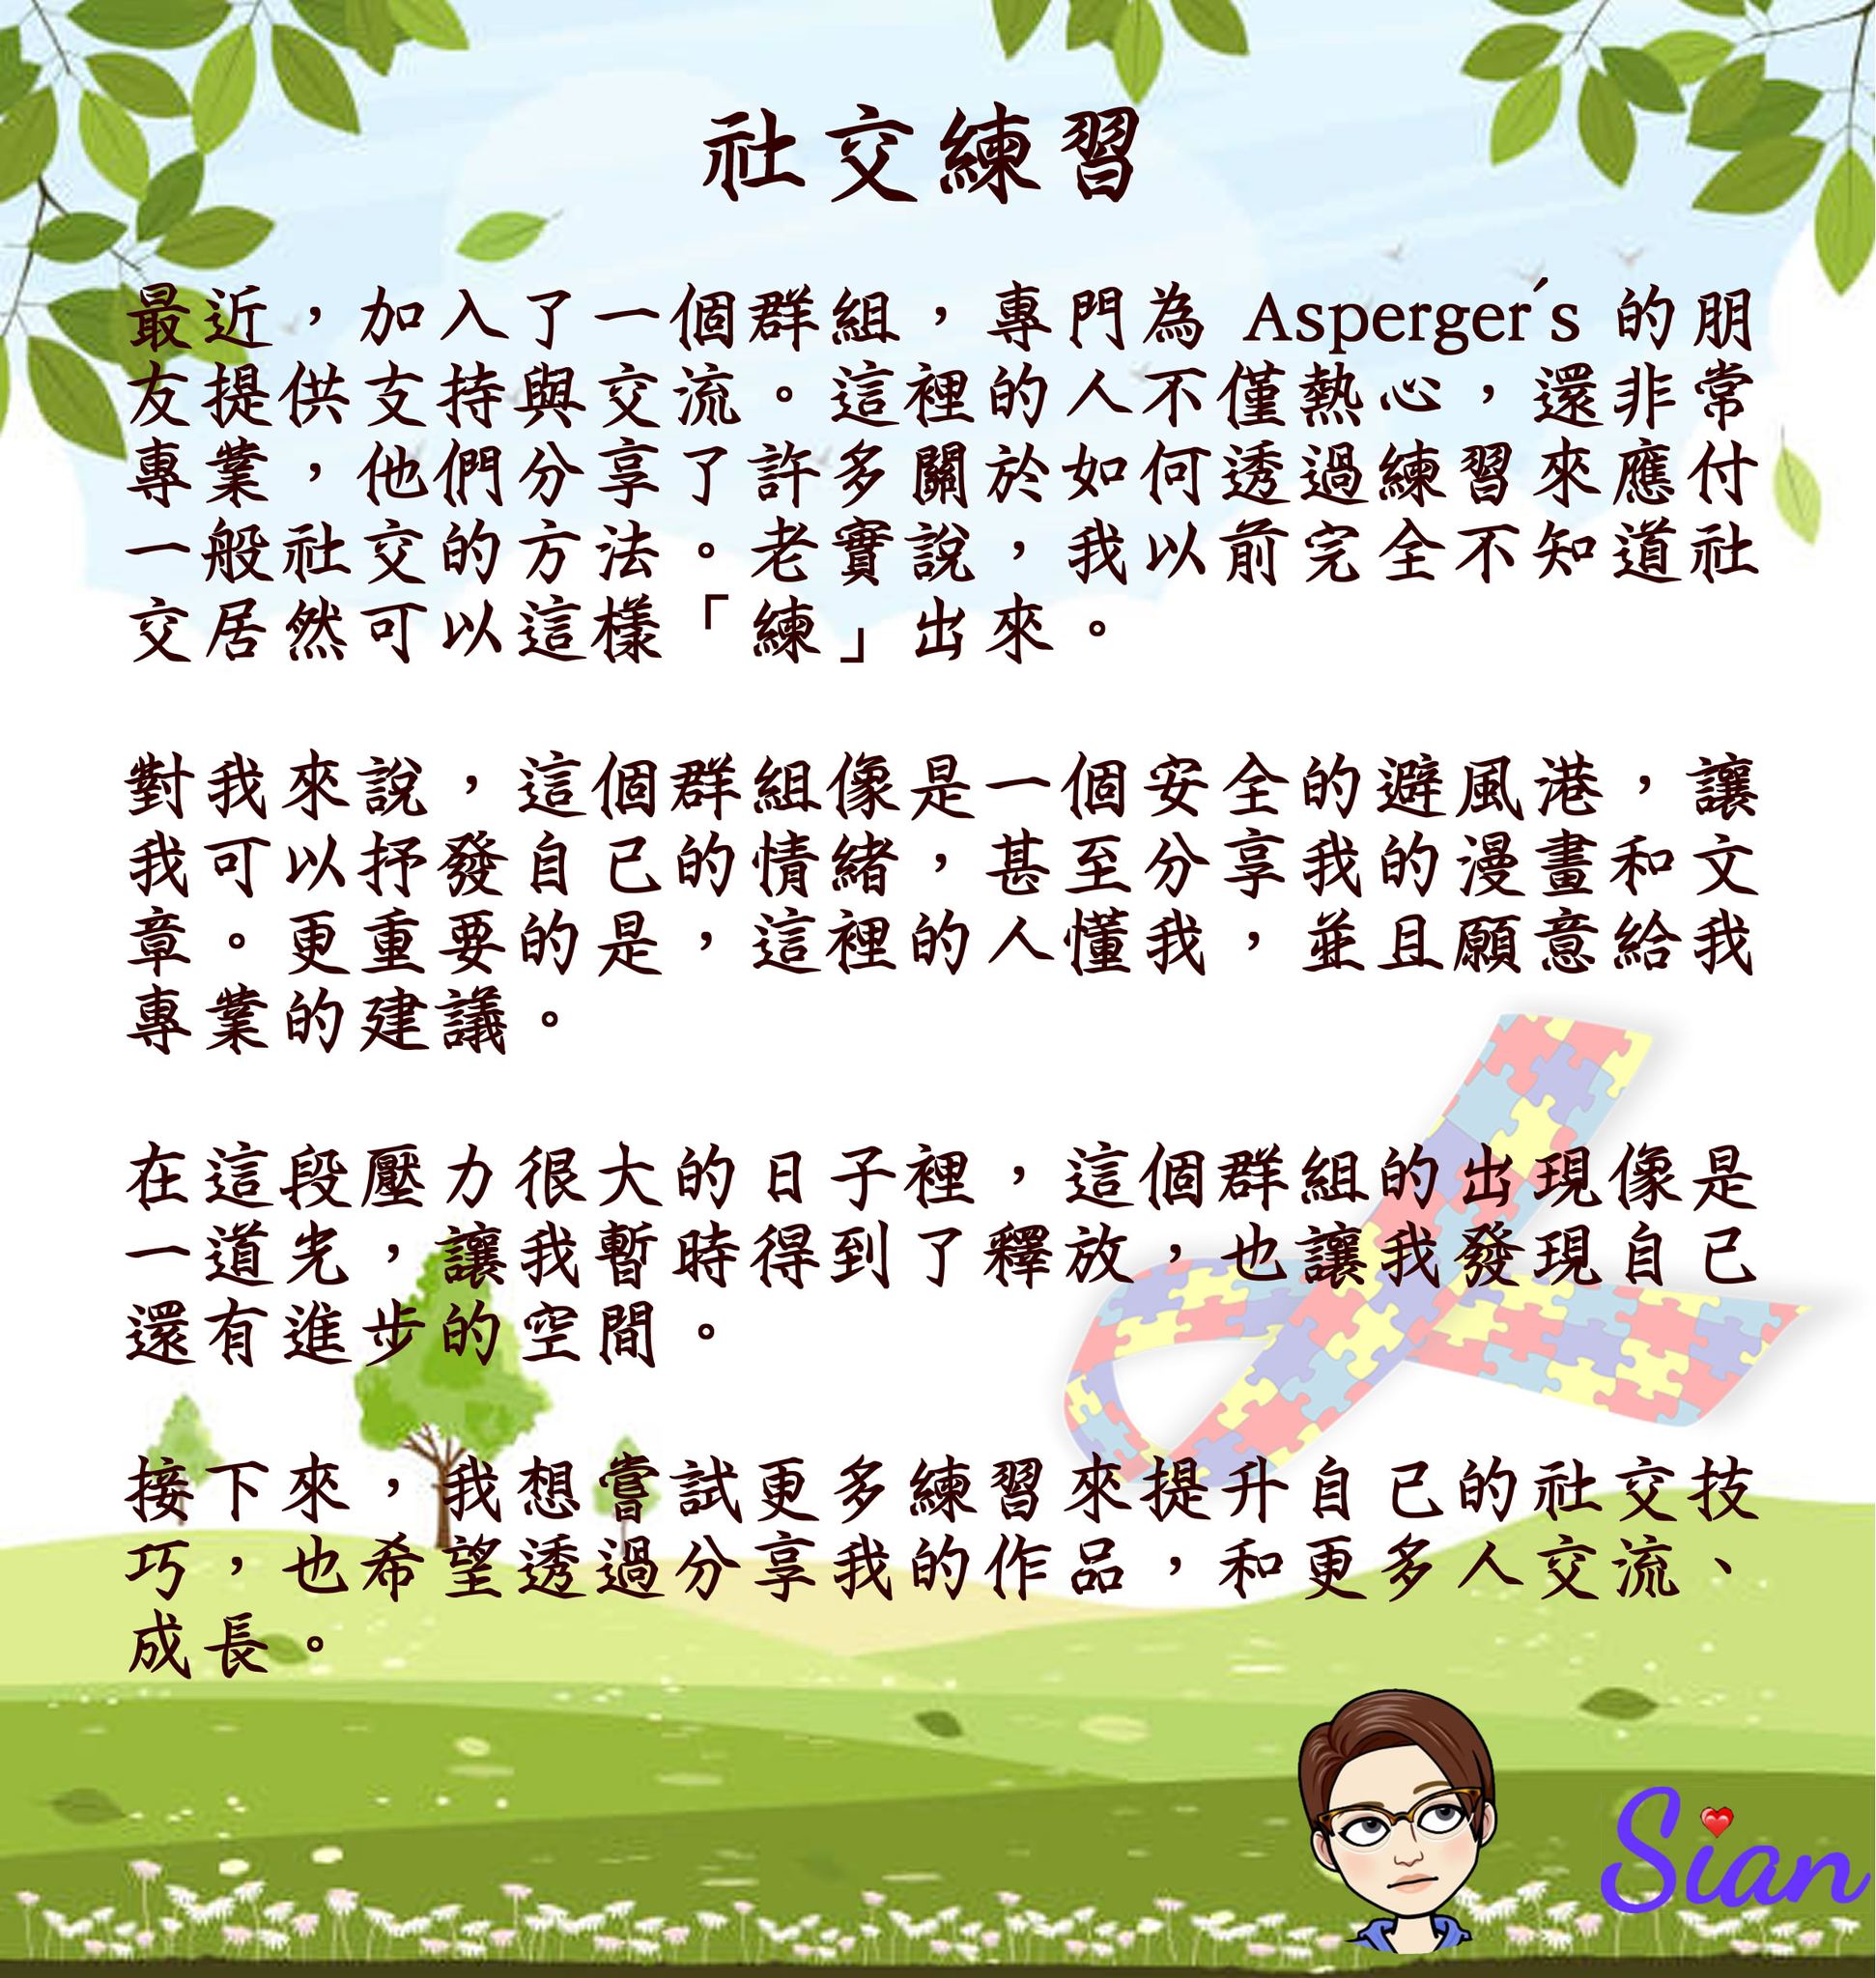 社交練習
最近，加入了一個群組，專門為 Asperger´s 的朋
友提供支持與交流。這裡的人不僅熱心，還非常
專業，他們分享了許多關於如何透過練習來應付
一般社交的方法。老實說，我以前完全不知道社
交居然可以這樣「練」出來。
對我來說，這個群組像是一個安全的避風港，讓
我可以抒發自己的情緒，甚至分享我的漫畫和文
章。更重要的是，這裡的人懂我，並且願意給我
專業的建議。
在這段壓力很大的日子裡，這個群組的出現像是
一道光，讓我暫時得到了釋放，也讓我發現自己
還有進步的空間。
接下來，我想嘗試更多練習來提升自己的社交技
巧，也希望透過分享我的作品，和更多人交流、
成長。
Sian